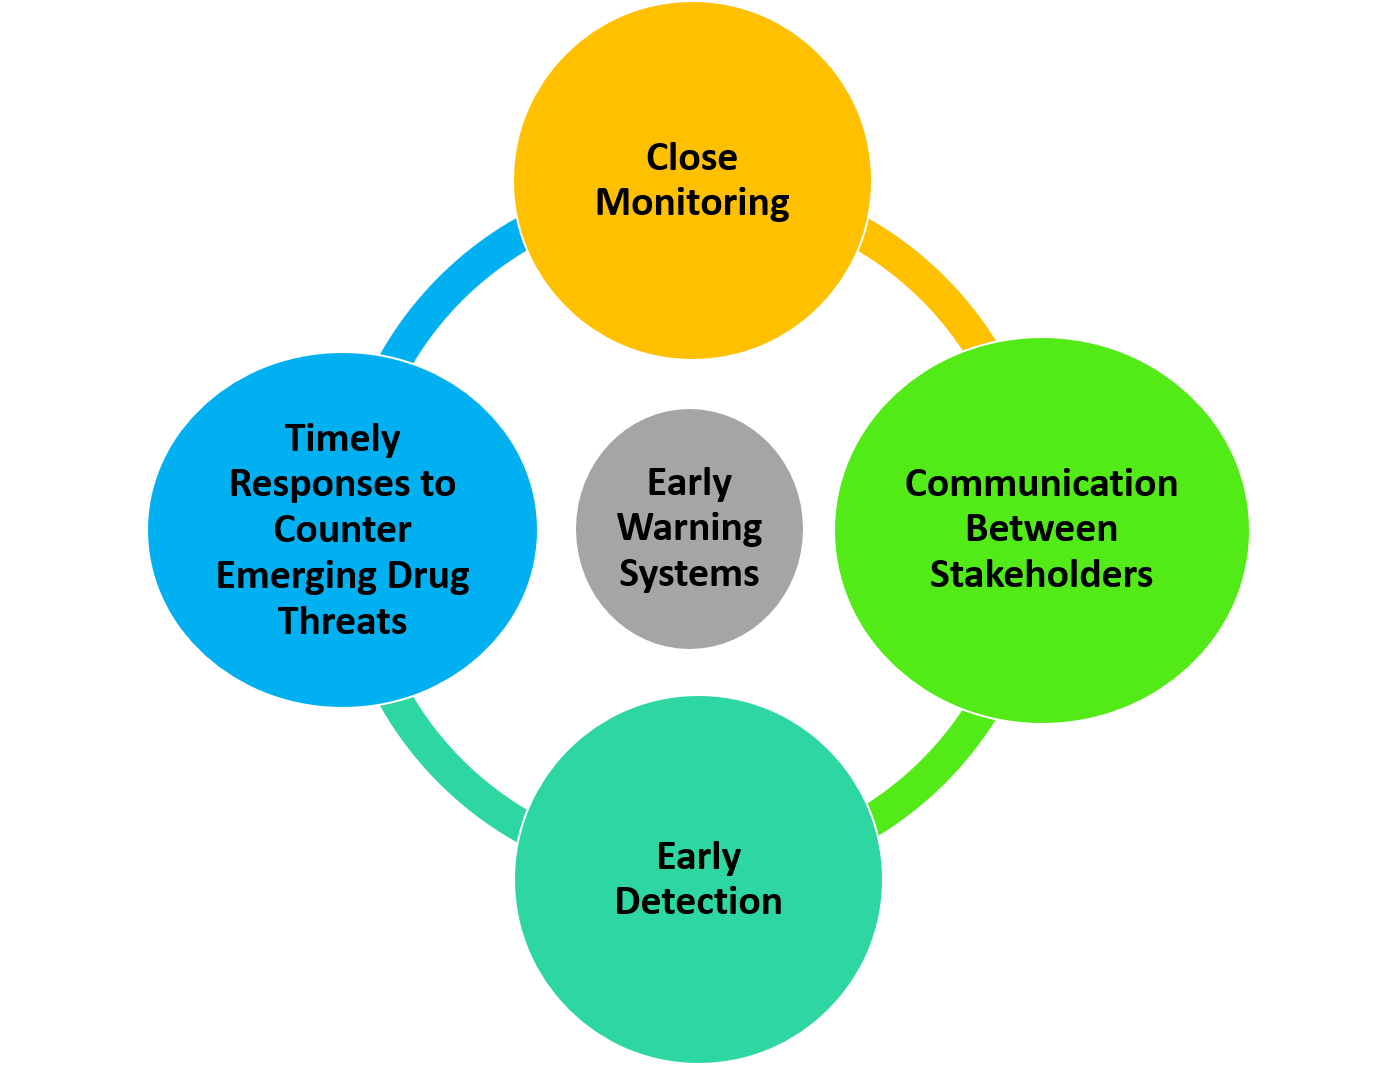 Close
Monitoring
Timely
Responses to
Counter
Emerging Drug
Threats
Early
Warning
Systems
Communication
Between
Stakeholders
Early
Detection